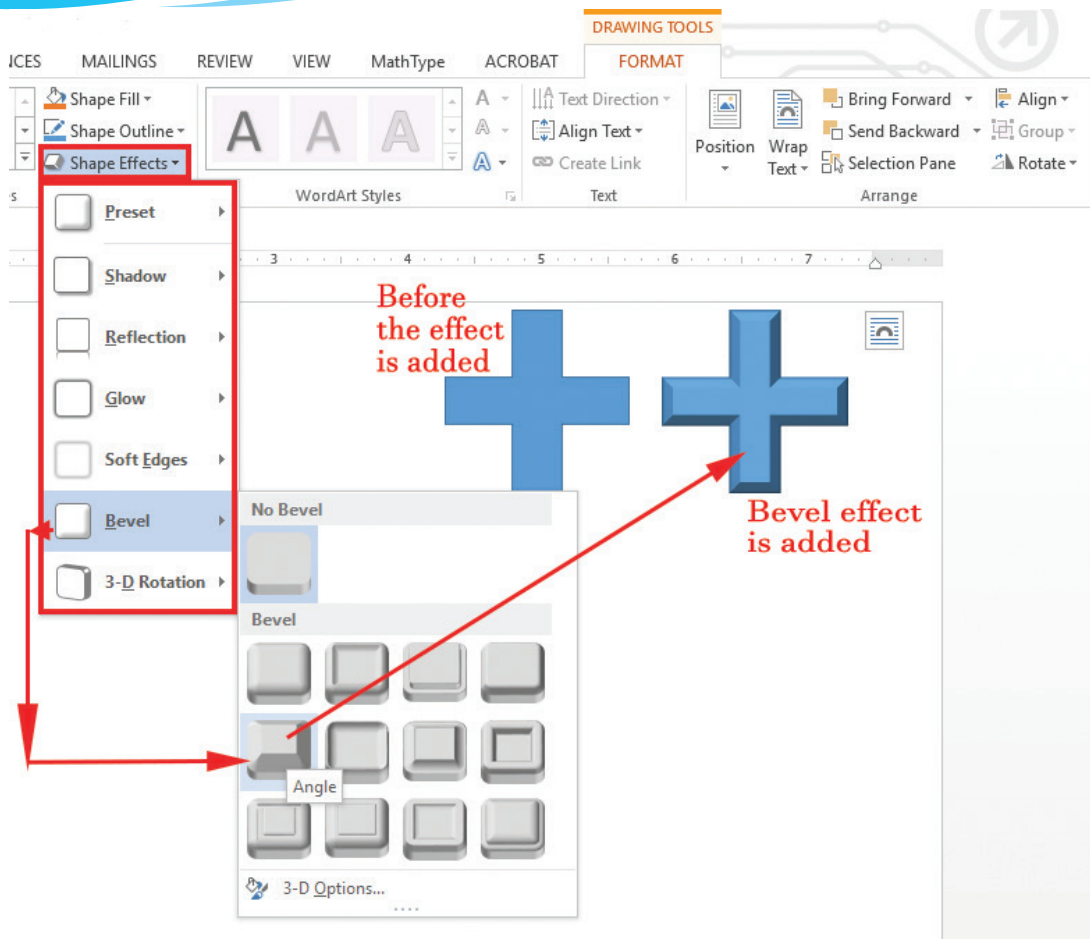 DRAWING TOOLS
NCES MAILINGS REVIEW VIEW MathType ACROBAT FORMAT
Shape Fill
Shape Outline
Shape Effects
A A A
A
A
A
Text Direction
Align Text
Create Link
Position
Wrap
Text
Bring Forward
Send Backward
Selection Pane
Align
Group
Rotate
s WordArt Styles Text Arrange
Preset
Shadow
Reflection
Glow
Soft Edges
Bevel
3-D Rotation
3 4 5 6 7
Before
the effect
is added
Bevel effect
is added
No Bevel
Bevel
Angle
3-D Options...